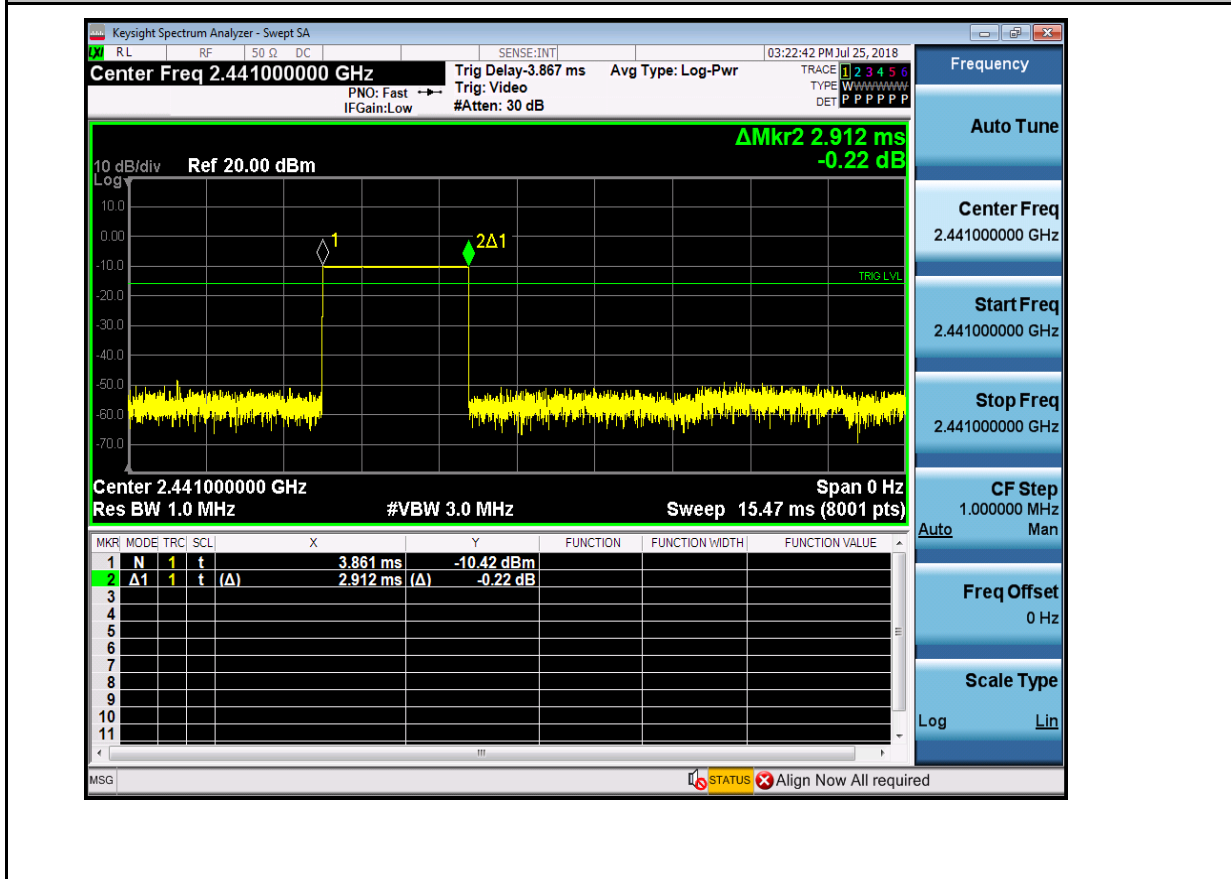 Keysight Spectrum Analyzer - Swept SA
LXI RL RF 50 Ω DC SENSE:INT 03:22:42 PM Jul 25, 2018
Center Freq 2.441000000 GHz
PNO: Fast
IFGain:Low
Trig Delay-3.867 ms
Trig: Video
#Atten: 30 dB
Avg Type: Log-Pwr
TRACE 1 2 3 4 5 6
TYPE WWWWWW
DET P P P P P P
ΔMkr2 2.912 ms
-0.22 dB
10 dB/div Ref 20.00 dBm
Log
10.0
0.00
-10.0
-20.0
-30.0
-40.0
-50.0
-60.0
-70.0
1
2Δ1
TRIG LVL
Center 2.441000000 GHz Span 0 Hz
Res BW 1.0 MHz #VBW 3.0 MHz Sweep 15.47 ms (8001 pts)
MKR MODE TRC SCL X Y FUNCTION FUNCTION WIDTH FUNCTION VALUE
1 N 1 t 3.861 ms -10.42 dBm
2 Δ1 1 t (Δ) 2.912 ms (Δ) -0.22 dB
3
4
5
6
7
8
9
10
11
MSG STATUS Align Now All required
Frequency
Auto Tune
Center Freq
2.441000000 GHz
Start Freq
2.441000000 GHz
Stop Freq
2.441000000 GHz
CF Step
1.000000 MHz
Auto Man
Freq Offset
0 Hz
Scale Type
Log Lin